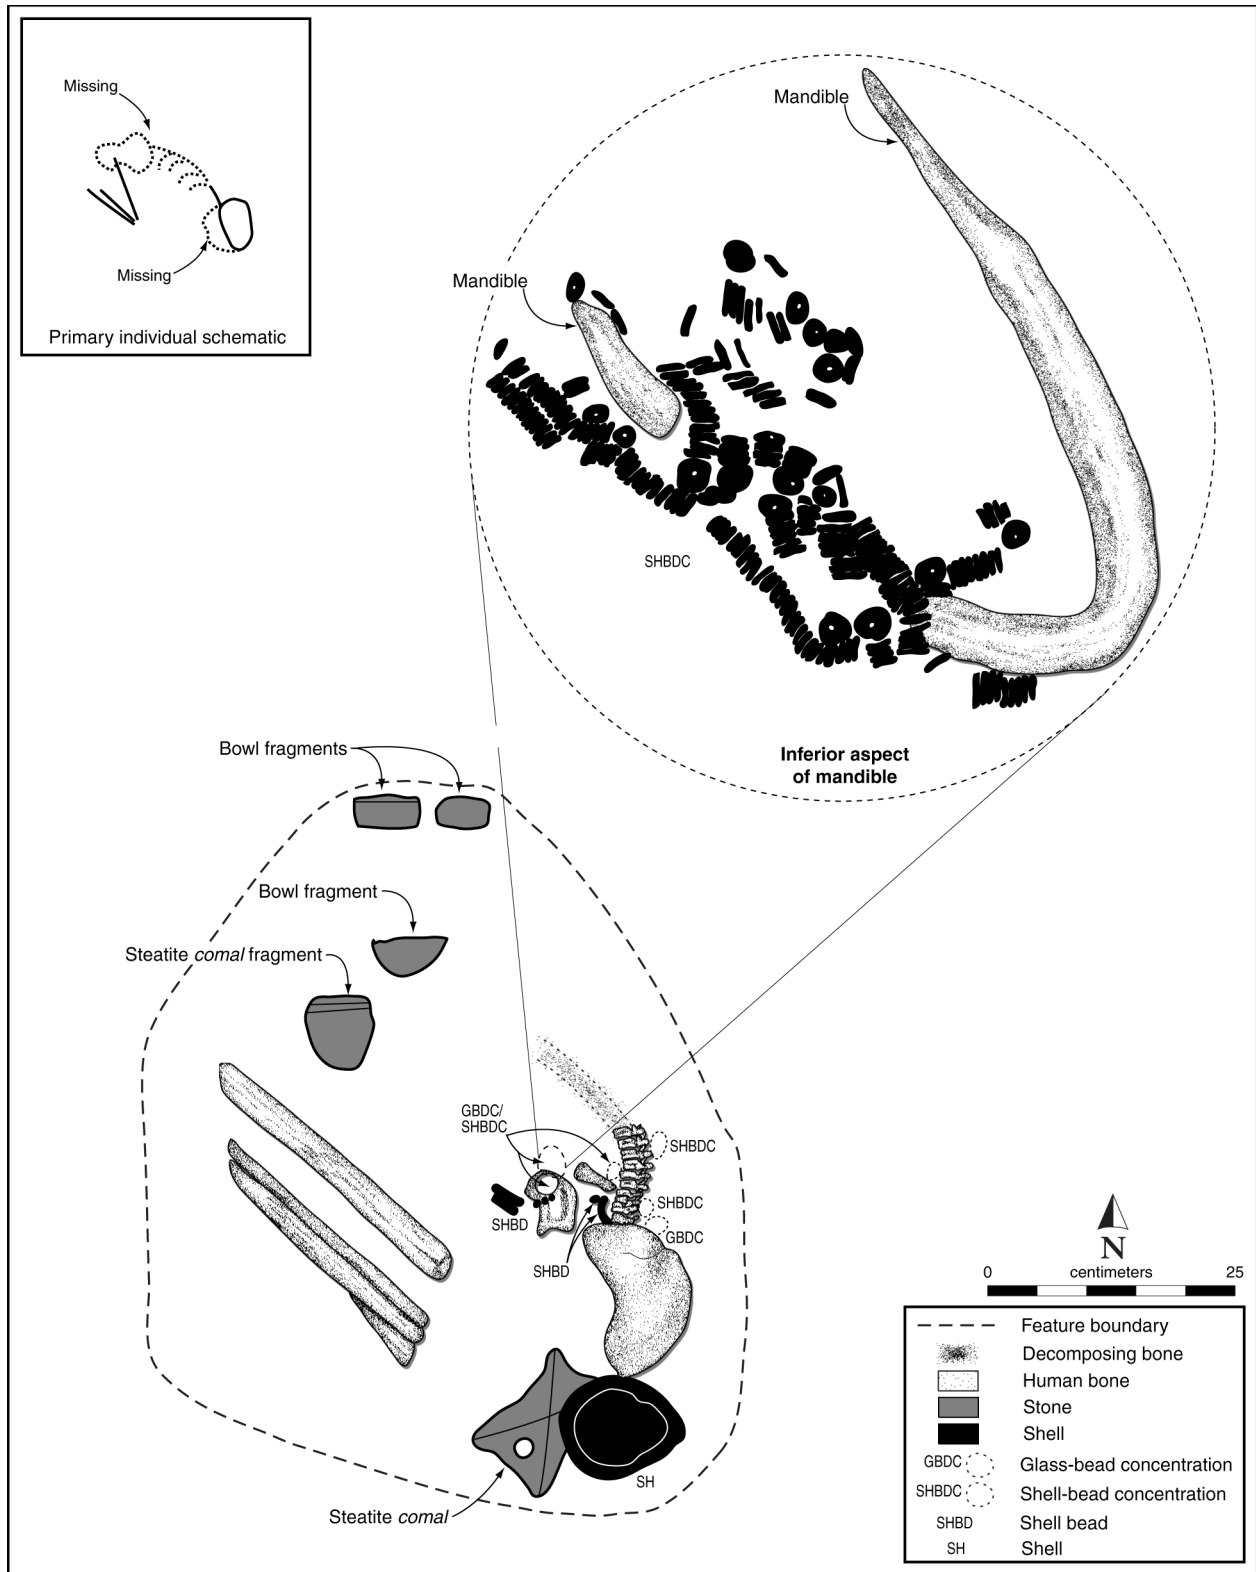 Missing
Missing
Primary individual schematic
Mandible
Mandible
SHBDC
Inferior aspect
of mandible
Bowl fragments
Bowl fragment
Steatite comal fragment
GBDC/
SHBDC
SHBDC
SHBD
SHBDC
GBDC
SHBD
SH
Steatite comal
N
0 centimeters 25
Feature boundary
Decomposing bone
Human bone
Stone
Shell
GBDC Glass-bead concentration
SHBDC Shell-bead concentration
SHBD Shell bead
SH Shell